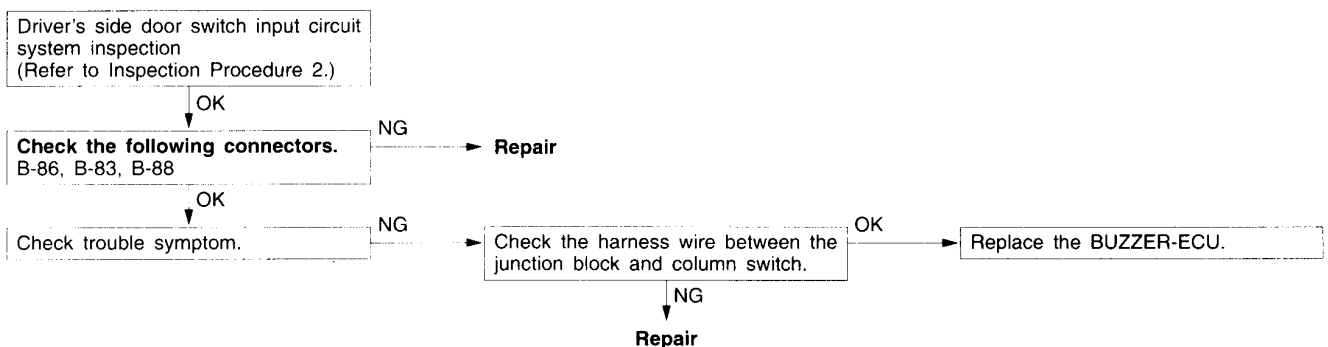 Driver's side door switch input circuit
system inspection
(Refer to Inspection Procedure 2.)
OK
Check the following connectors.
B-86, B-83, B-88
NG
Repair
OK
Check trouble symptom.
NG
Check the harness wire between the
junction block and column switch.
OK
Replace the BUZZER-ECU.
NG
Repair